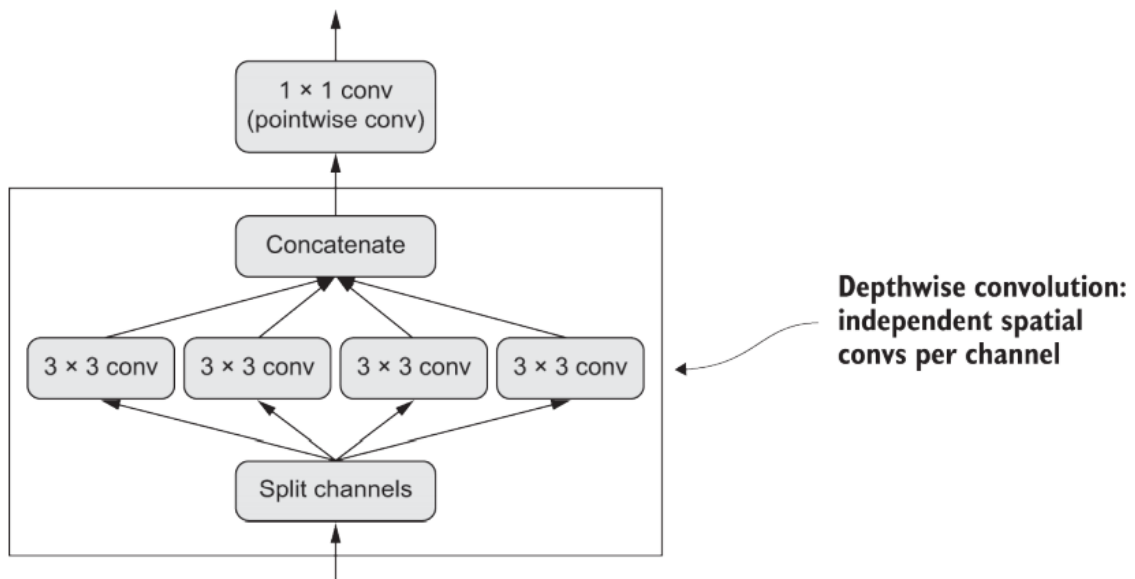 1 × 1 conv
(pointwise conv)
Concatenate
3 × 3 conv
3 × 3 conv
3 × 3 conv
3 × 3 conv
Split channels
Depthwise convolution:
independent spatial
convs per channel